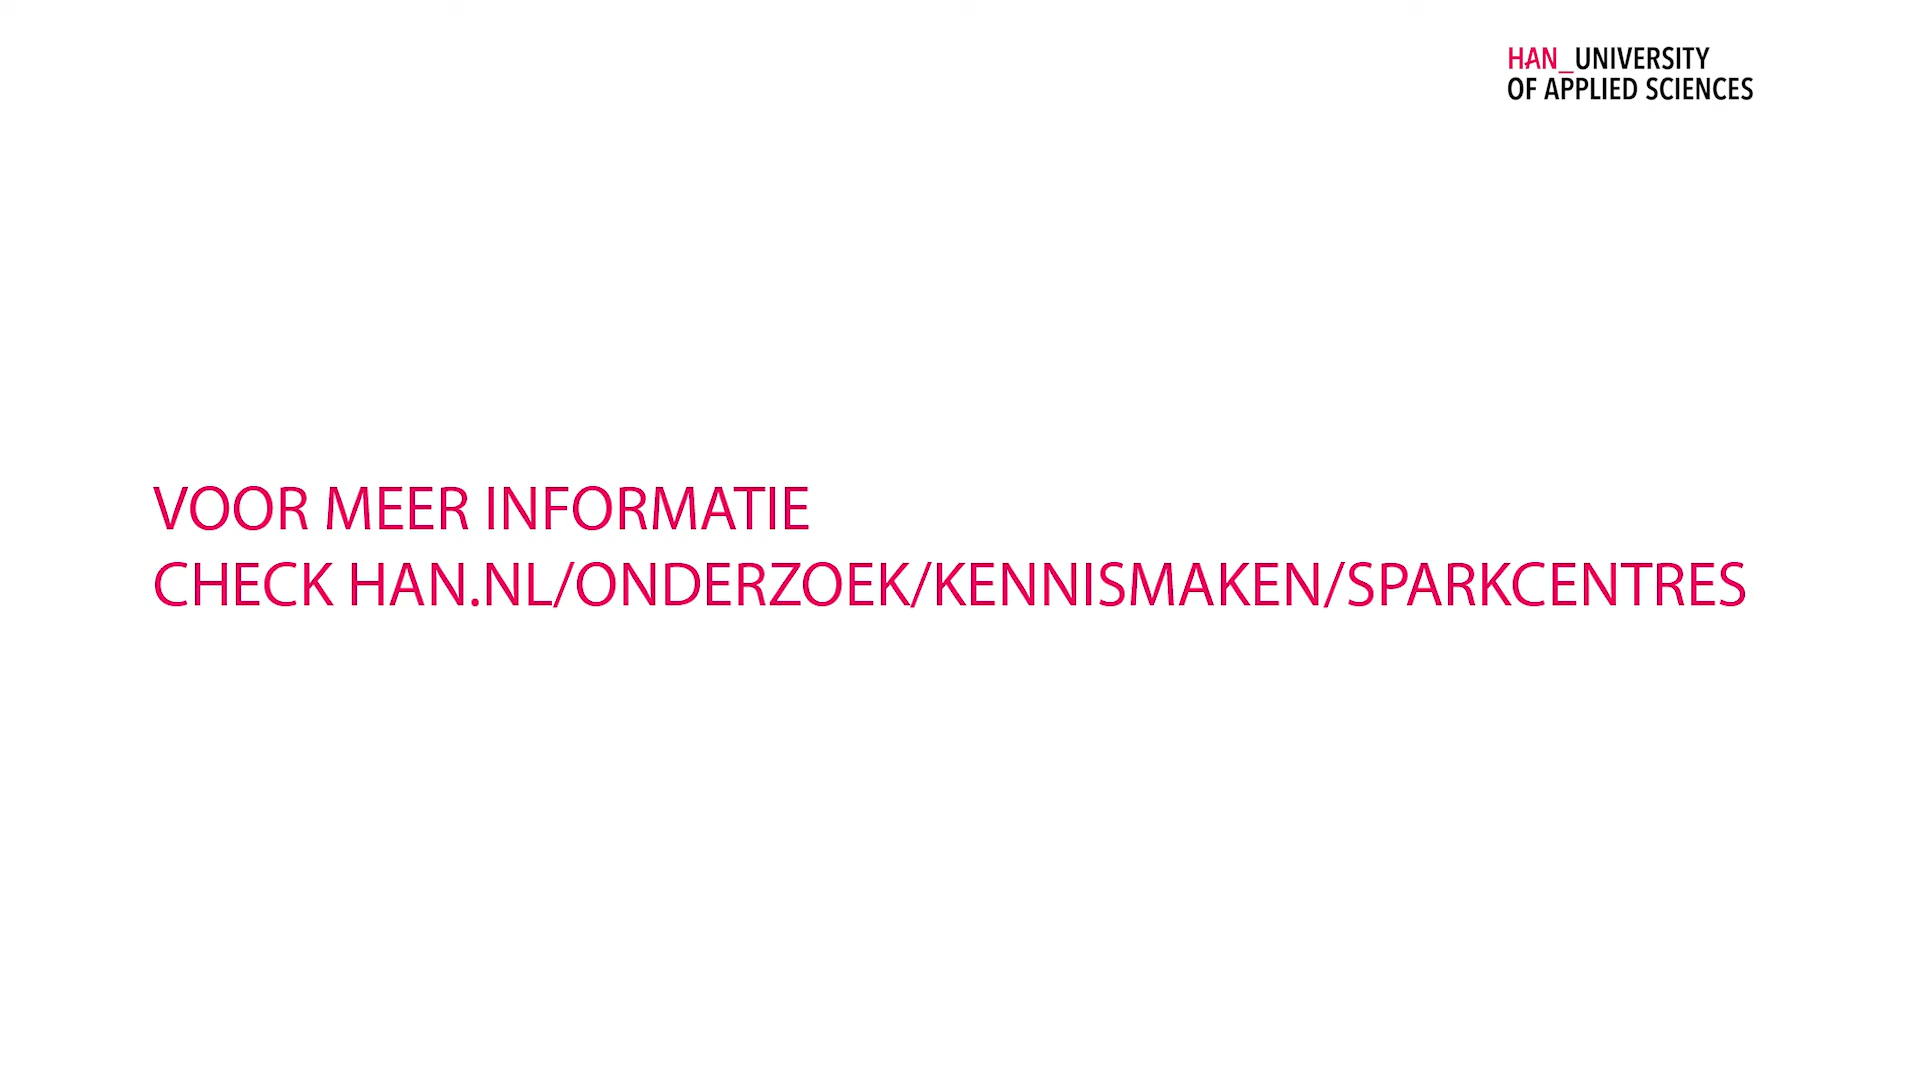 HAN_UNIVERSITY
OF APPLIED SCIENCES
VOOR MEER INFORMATIE
CHECK HAN.NL/ONDERZOEK/KENNISMAKEN/SPARKCENTRES